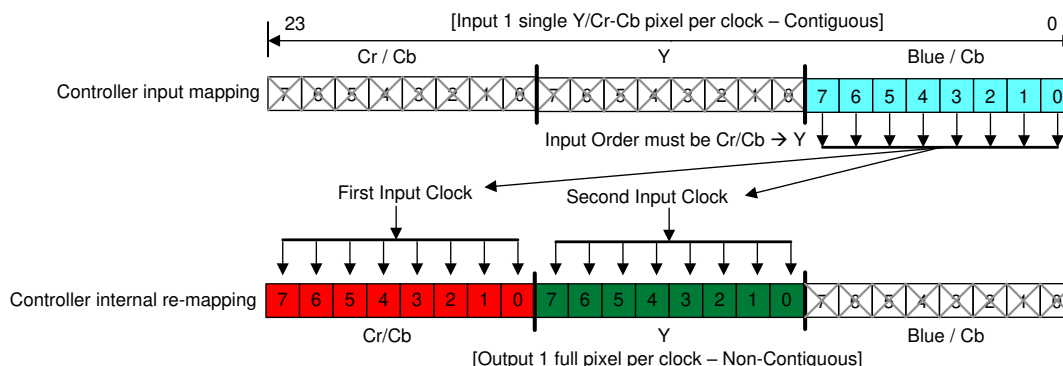 [Input 1 single Y/Cr-Cb pixel per clock – Contiguous]
23 0
Cr / Cb Y Blue / Cb
Controller input mapping 7 6 5 4 3 2 1 0 7 6 5 4 3 2 1 0 7 6 5 4 3 2 1 0
Input Order must be Cr/Cb → Y
First Input Clock Second Input Clock
Controller internal re-mapping 7 6 5 4 3 2 1 0 7 6 5 4 3 2 1 0 7 6 5 4 3 2 1 0
Cr/Cb Y Blue / Cb
[Output 1 full pixel per clock – Non-Contiguous]